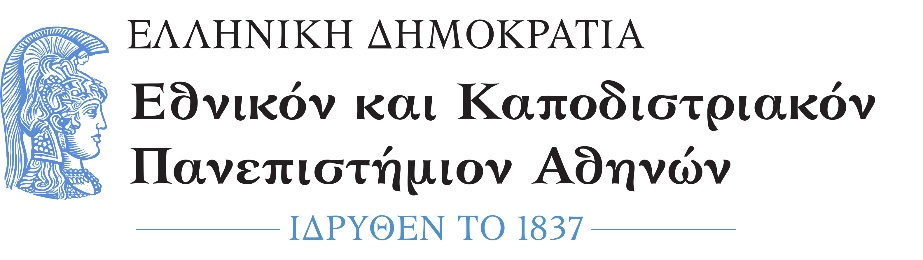 ΕΛΛΗΝΙΚΗ ΔΗΜΟΚΡΑΤΙΑ
Εθνικόν και Καποδιστριακόν
Πανεπιστήμιον Αθηνών
ΙΔΡΥΘΕΝ ΤΟ 1837